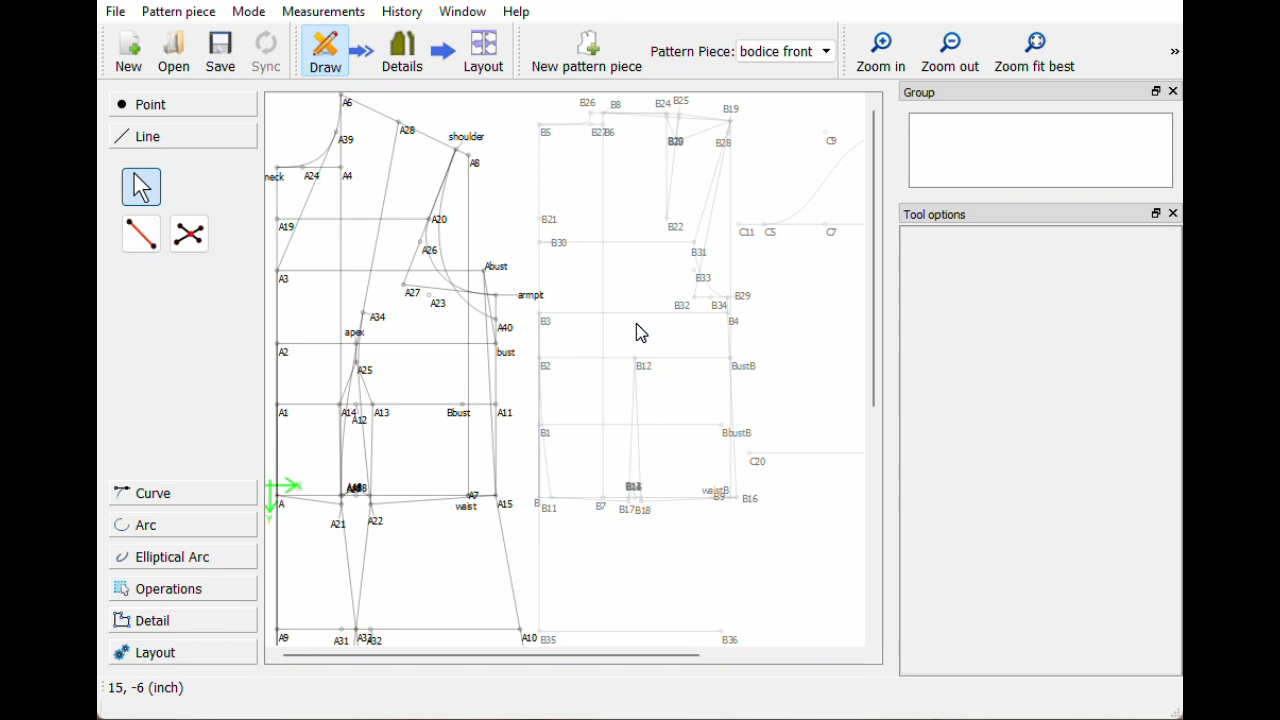 File Pattern piece Mode Measurements History Window Help
New Open Save Sync Draw Details Layout New pattern piece Pattern Piece: bodice front Zoom in Zoom out Zoom fit best »
Point
Line
Curve
Arc
Elliptical Arc
Operations
Detail
Layout
A6
A28
A39
shoulder
A8
neck A24 A4
A19 A20
A26
A3 Abust
A27 armpit
A23
A34
A40
apex
A2 bust
A25
A1 A14 A13 Bbust A11
A12
X
Y
A A7 A15
waist
A21 A22
A9 A31 A32 A10
B26 B8 B24 B25 B19
B5 B28
C9
B21 B22
C11 C5 C7
B30 B31
B33
B32 B34 B29
B3 B4
B2 B12 BustB
B1 BbustB
C20
waistB
B B11 B7 B17 B18 B9 B16
B35 B36
Group
Tool options
15, -6 (inch)